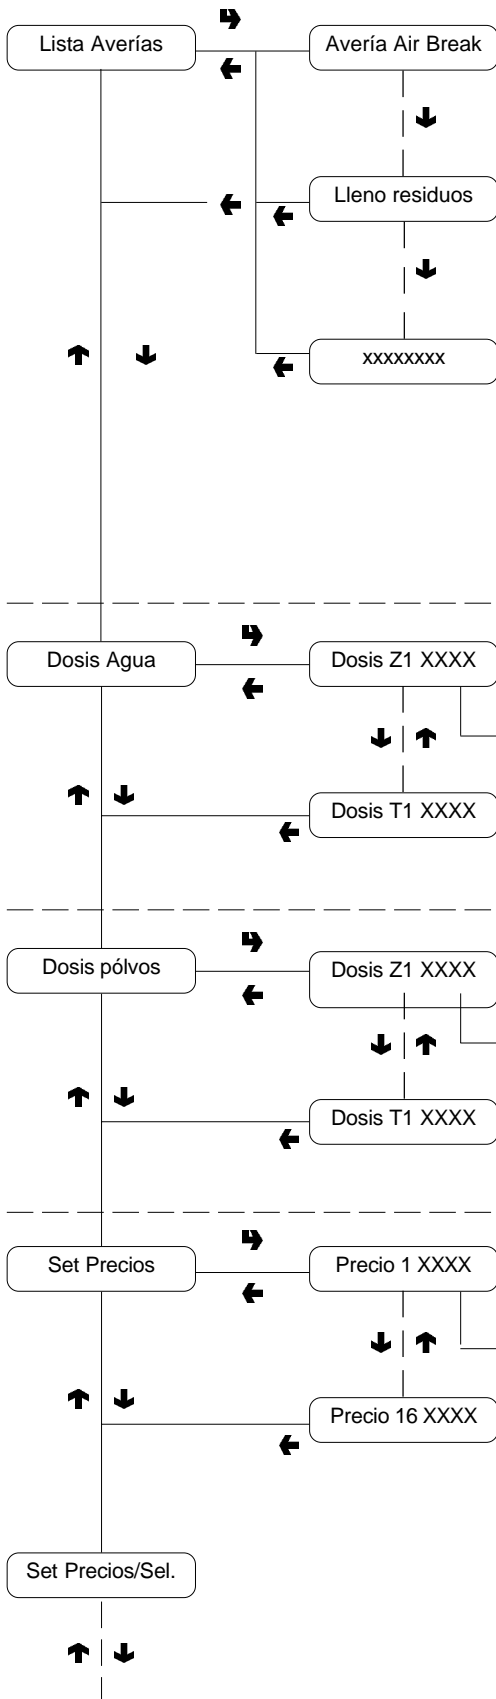 Lista Averías
Avería Air Break
Lleno residuos
xxxxxxxx
Dosis Agua
Dosis Z1 XXXX
Dosis T1 XXXX
Dosis pólvos
Dosis Z1 XXXX
Dosis T1 XXXX
Set Precios
Precio 1 XXXX
Precio 16 XXXX
Set Precios/Sel.